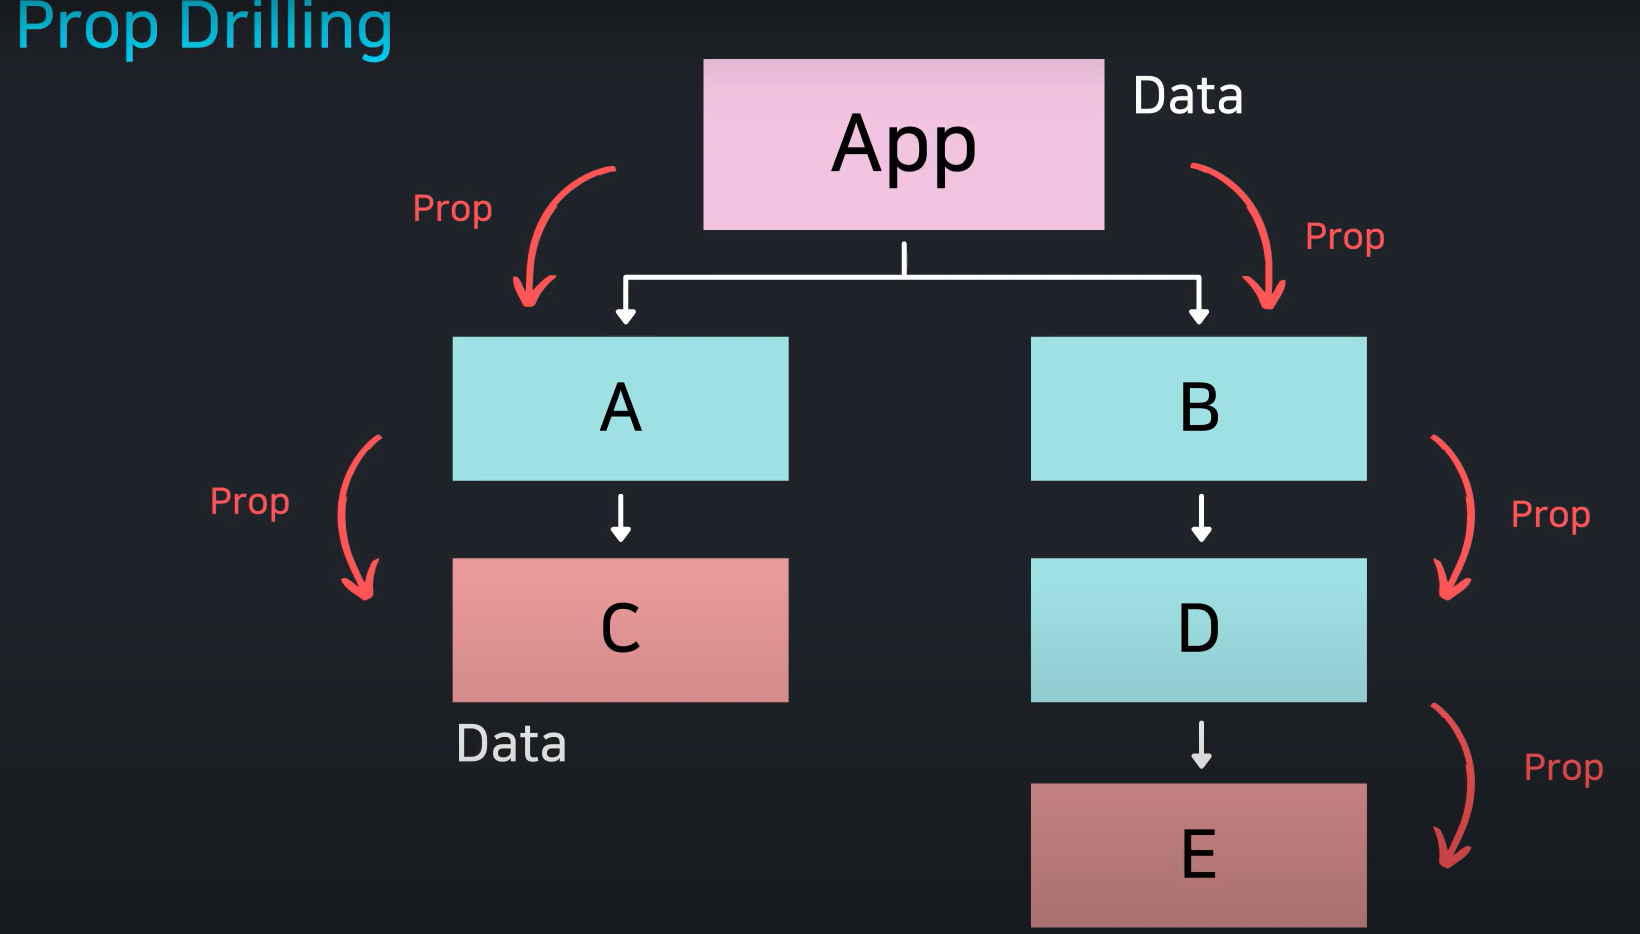 Prop Drilling
App
Data
Prop
Prop
A
B
Prop
Prop
C
D
Data
Prop
E